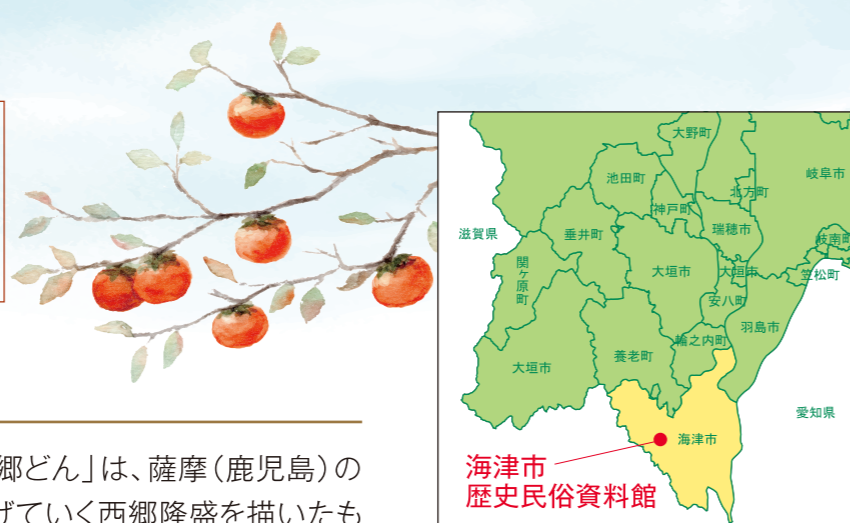 大野町
池田町
岐阜市
北方町
神戸町
滋賀県
垂井町
瑞穂市
岐南町
関ヶ原町
大垣市
大垣市
笠松町
安八町
羽島市
輪之内町
養老町
大垣市
愛知県
海津市
海津市
歴史民俗資料館
郷どん」は、薩摩（鹿児島）の
げていく西郷隆盛を描いたも